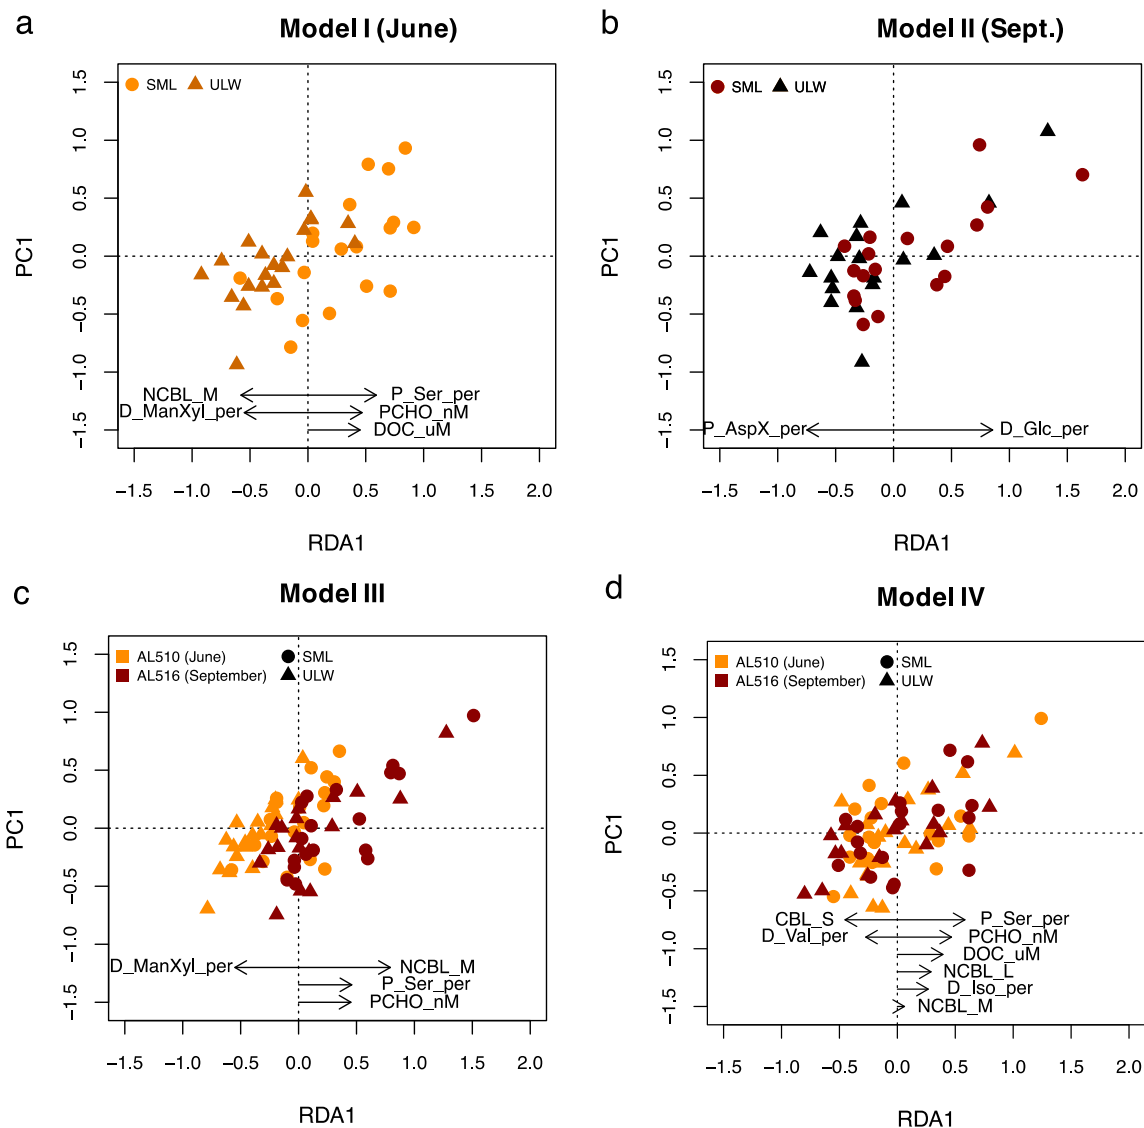 a
Model I (June)
SML ULW
PC1
1.5
1.0
0.5
0.0
−0.5
−1.0
−1.5
NCBL_M P_Ser_per
D_ManXyl_per PCHO_nM
DOC_uM
−1.5 −1.0 −0.5 0.0 0.5 1.0 1.5 2.0
RDA1
b
Model II (Sept.)
SML ULW
PC1
1.5
1.0
0.5
0.0
−0.5
−1.0
−1.5
P_AspX_per D_Glc_per
−1.5 −1.0 −0.5 0.0 0.5 1.0 1.5 2.0
RDA1
c
Model III
AL510 (June) SML
AL516 (September) ULW
PC1
1.5
1.0
0.5
0.0
−0.5
−1.0
−1.5
D_ManXyl_per NCBL_M
P_Ser_per
PCHO_nM
−1.5 −1.0 −0.5 0.0 0.5 1.0 1.5 2.0
RDA1
d
Model IV
AL510 (June) SML
AL516 (September) ULW
PC1
1.5
1.0
0.5
0.0
−0.5
−1.0
−1.5
CBL_S P_Ser_per
D_Val_per PCHO_nM
DOC_uM
NCBL_L
D_Iso_per
NCBL_M
−1.5 −1.0 −0.5 0.0 0.5 1.0 1.5 2.0
RDA1